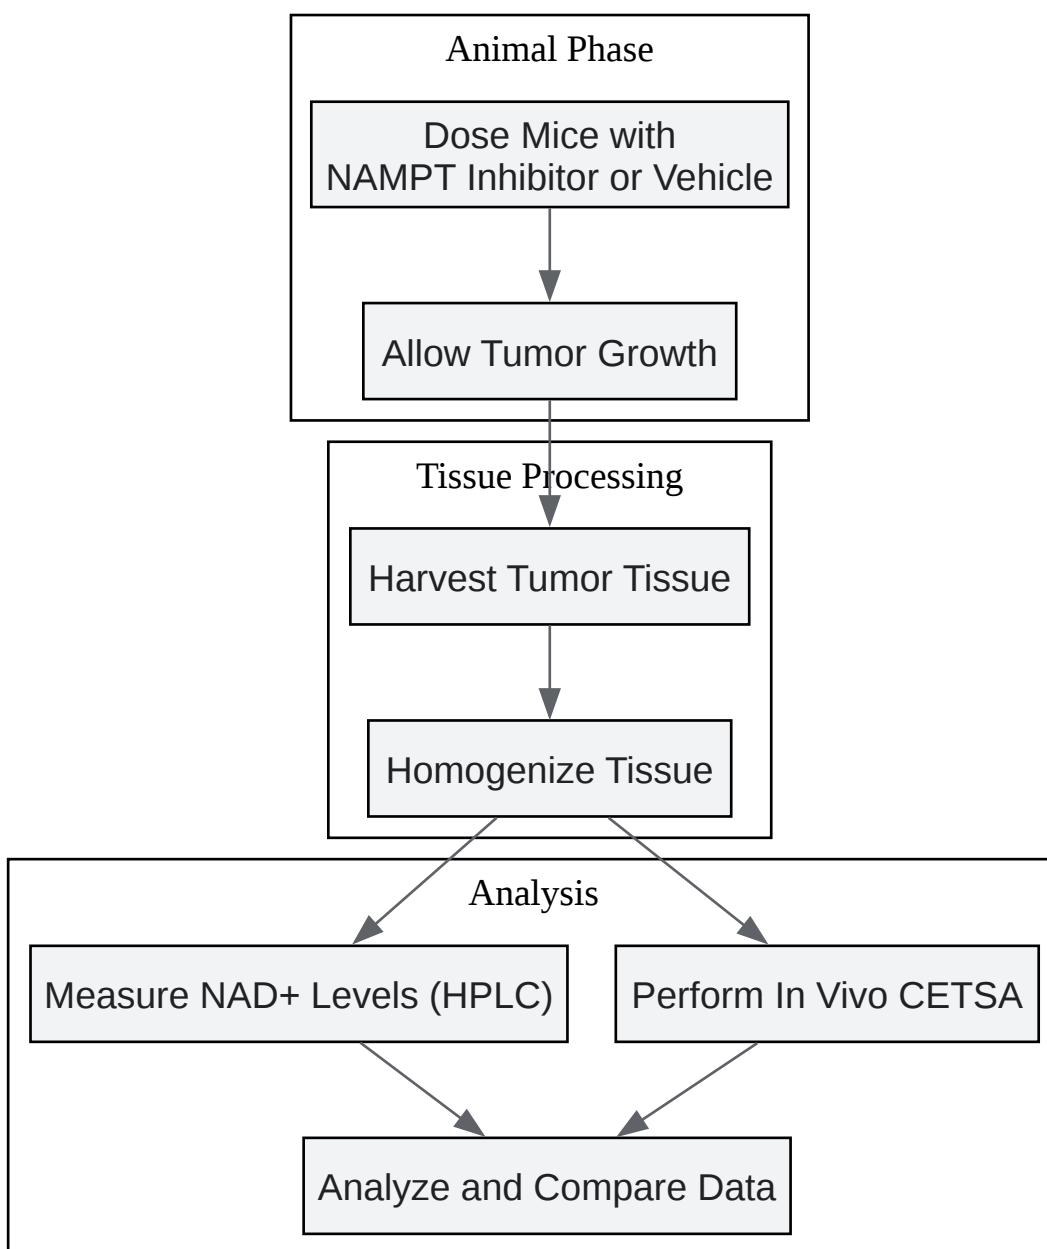 Animal Phase
Dose Mice with
NAMPT Inhibitor or Vehicle
Allow Tumor Growth
Tissue Processing
Harvest Tumor Tissue
Homogenize Tissue
Analysis
Measure NAD+ Levels (HPLC)
Perform In Vivo CETSA
Analyze and Compare Data